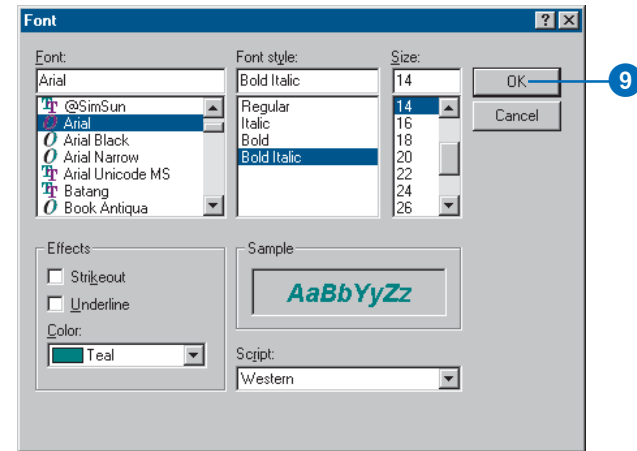 Font
Font:
Arial
@SimSun
Arial
Arial Black
Arial Narrow
Arial Unicode MS
Batang
Book Antiqua
Font style:
Bold Italic
Regular
Italic
Bold
Bold Italic
Size:
14
14
16
18
20
22
24
26
OK
Cancel
9
Effects
Strikeout
Underline
Color:
Teal
Sample
AaBbYyZz
Script:
Western